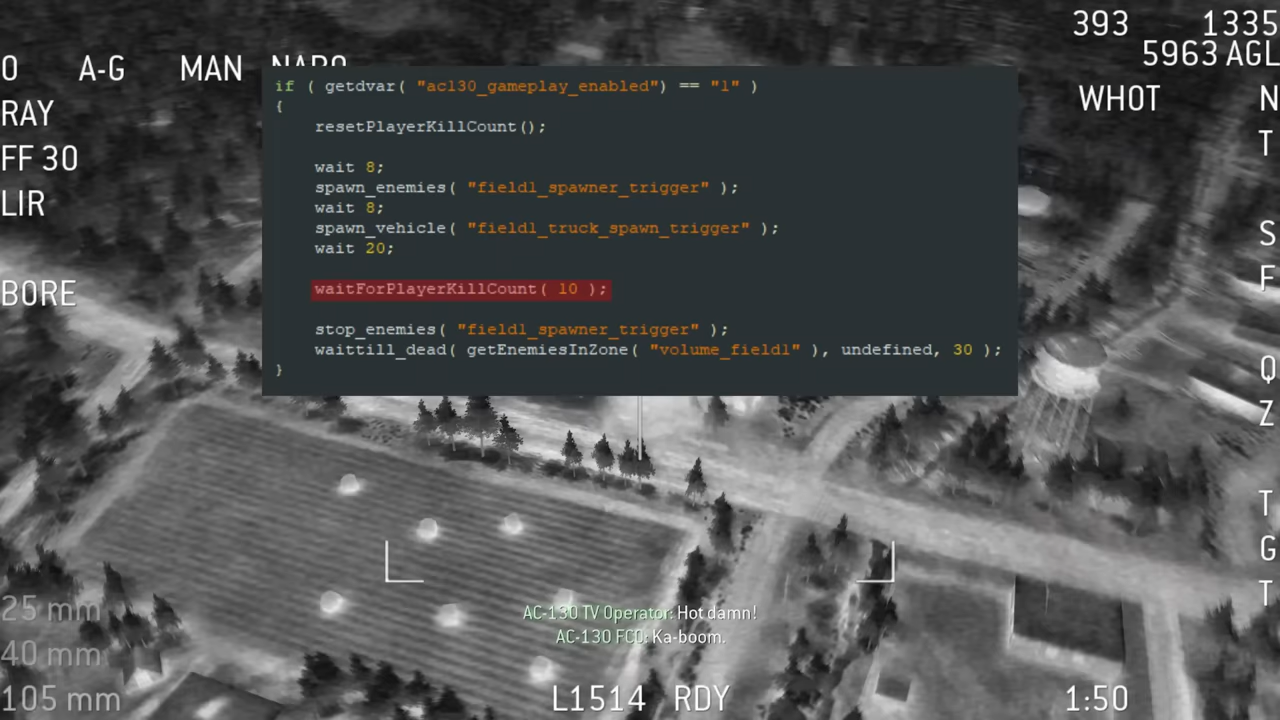 393 1335
5963 AGL
O A-G MAN NARO
RAY
FF 30
LIR
BORE
WHOT
N
T
S
F
Q
Z
T
G
T
if ( getdvar( "ac130_gameplay_enabled") == "1" )
{
resetPlayerKillCount();
wait 8;
spawn_enemies( "field1_spawner_trigger" );
wait 8;
spawn_vehicle( "field1_truck_spawn_trigger" );
wait 20;
waitForPlayerKillCount( 10 );
stop_enemies( "field1_spawner_trigger" );
waittill_dead( getEnemiesInZone( "volume_field1" ), undefined, 30 );
}
25 mm
40 mm
105 mm
AC-130 TV Operator: Hot damn!
AC-130 FCO: Ka-boom.
L1514 RDY
1:50